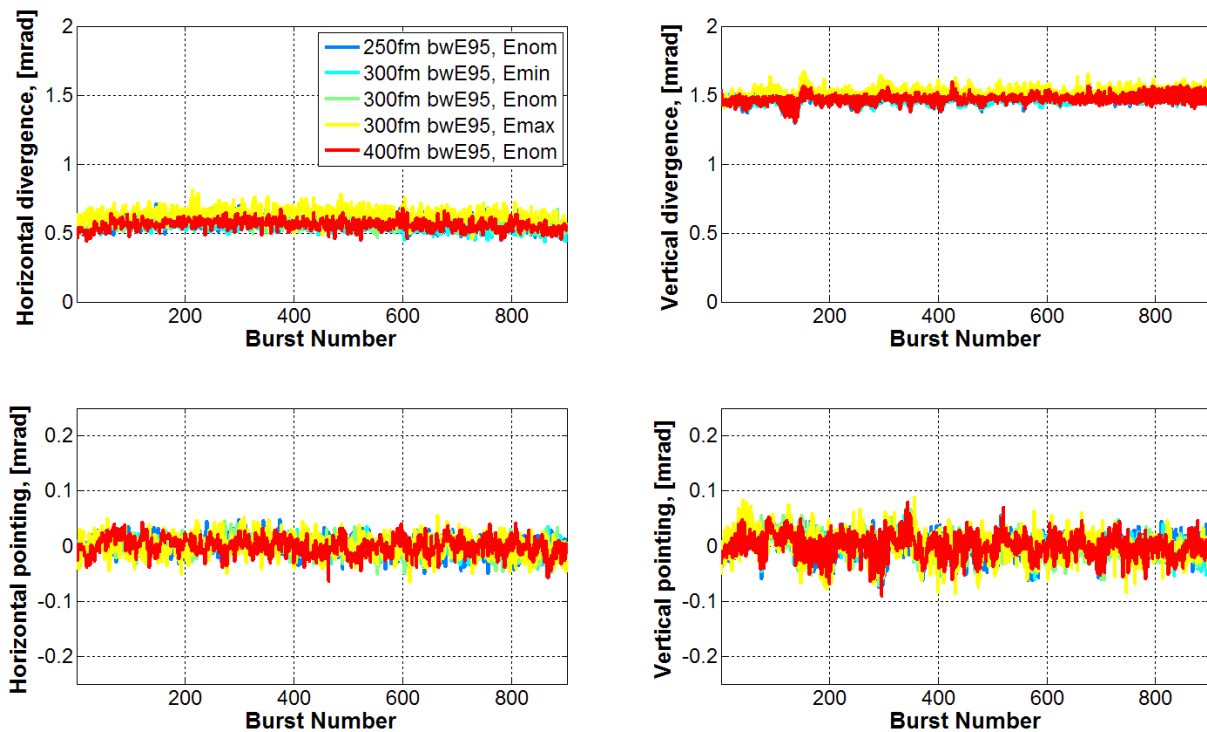 Horizontal divergence, [mrad]
2
1.5
1
0.5
0
250fm bwE95, Enom
300fm bwE95, Emin
300fm bwE95, Enom
300fm bwE95, Emax
400fm bwE95, Enom
200 400 600 800
Burst Number
Vertical divergence, [mrad]
2
1.5
1
0.5
0
200 400 600 800
Burst Number
Horizontal pointing, [mrad]
0.2
0.1
0
-0.1
-0.2
200 400 600 800
Burst Number
Vertical pointing, [mrad]
0.2
0.1
0
-0.1
-0.2
200 400 600 800
Burst Number